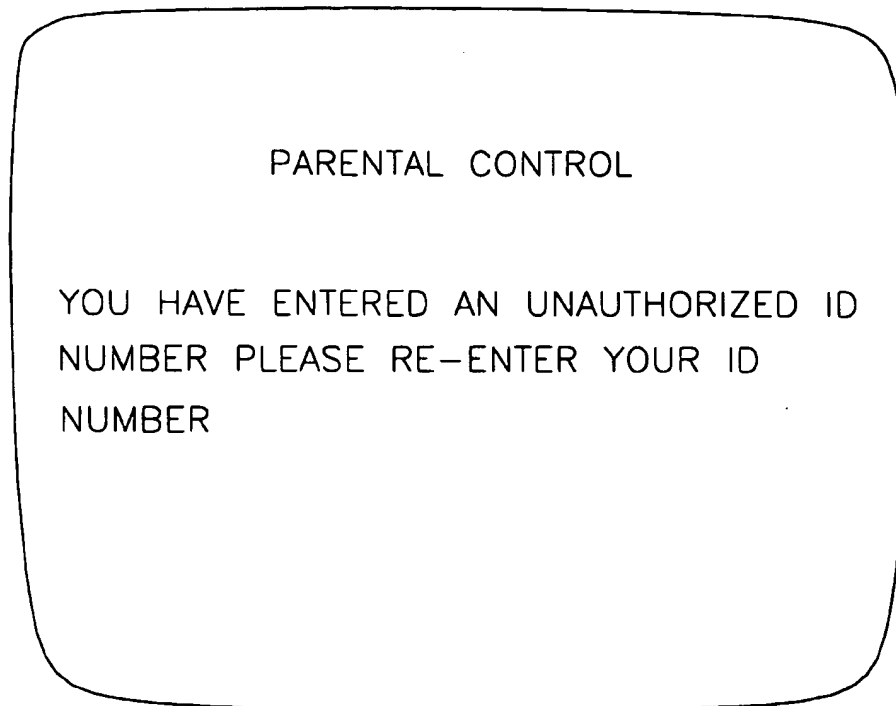 PARENTAL CONTROL
YOU HAVE ENTERED AN UNAUTHORIZED ID
NUMBER PLEASE RE-ENTER YOUR ID
NUMBER